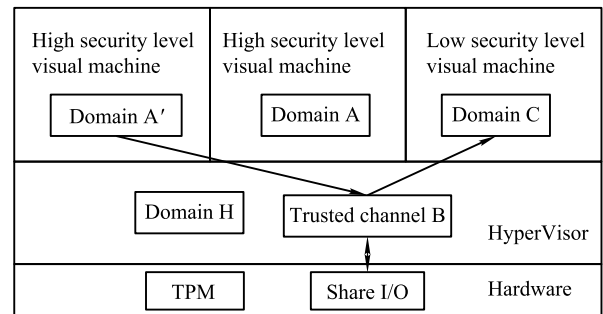 High security level
visual machine
High security level
visual machine
Low security level
visual machine
Domain A′
Domain A
Domain C
Domain H
Trusted channel B
HyperVisor
TPM
Share I/O
Hardware